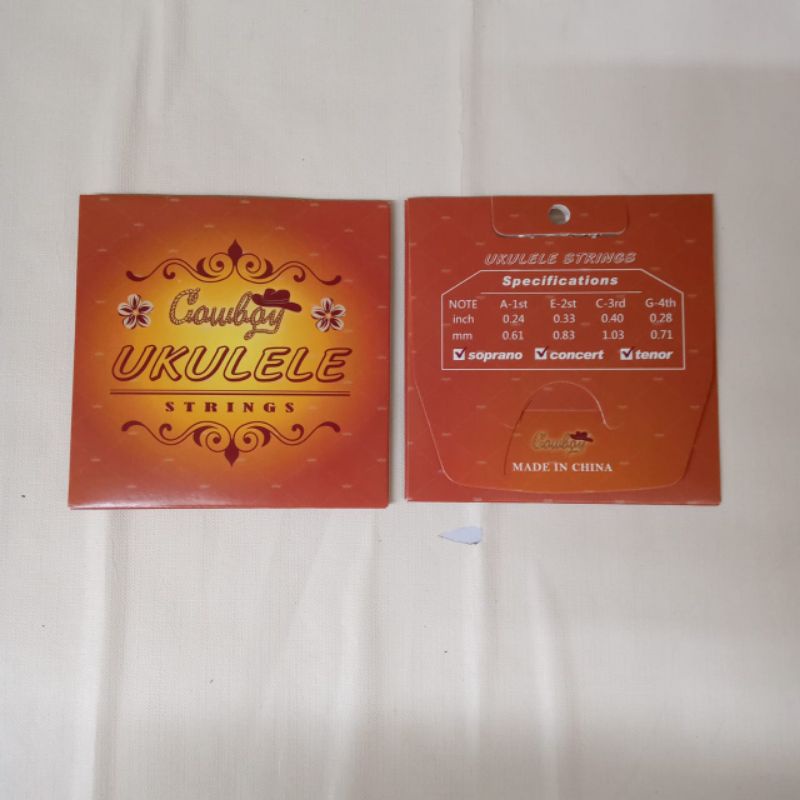 Cowboy
UKULELE
STRINGS
UKULELE STRINGS
Specifications
NOTE A-1st E-2st C-3rd G-4th
inch 0.24 0.33 0.40 0.28
mm 0.61 0.83 1.03 0.71
soprano concert tenor
Cowboy
MADE IN CHINA